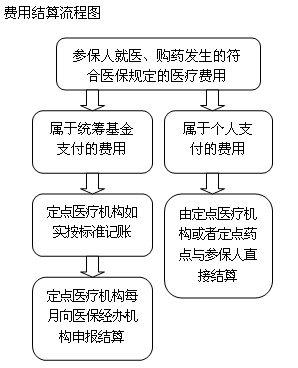 费用结算流程图
参保人就医、购药发生的符
合医保规定的医疗费用
属于统筹基金
支付的费用
属于个人支
付的费用
定点医疗机构如
实按标准记账
由定点医疗机
构或者定点药
点与参保人直
接结算
定点医疗机构每
月向医保经办机
构申报结算